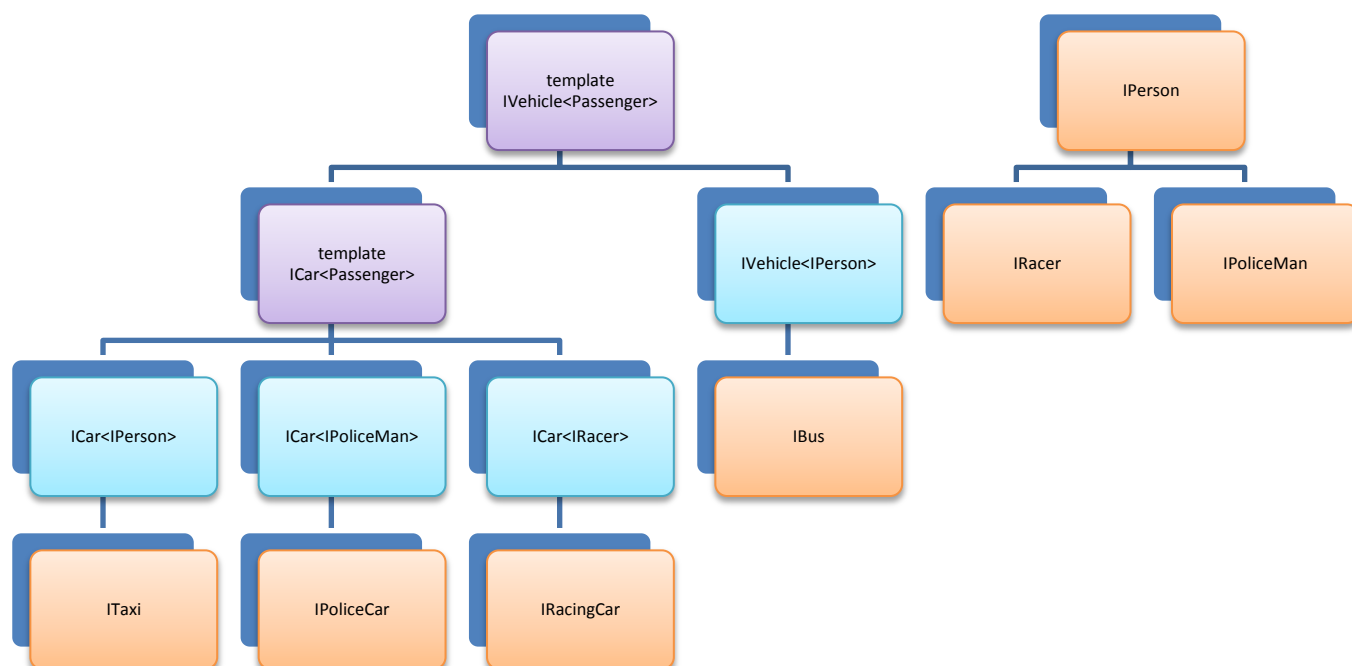 template
IVehicle<Passenger>
IPerson
template
ICar<Passenger>
IVehicle<IPerson>
IRacer
IPoliceMan
ICar<IPerson>
ICar<IPoliceMan>
ICar<IRacer>
IBus
ITaxi
IPoliceCar
IRacingCar